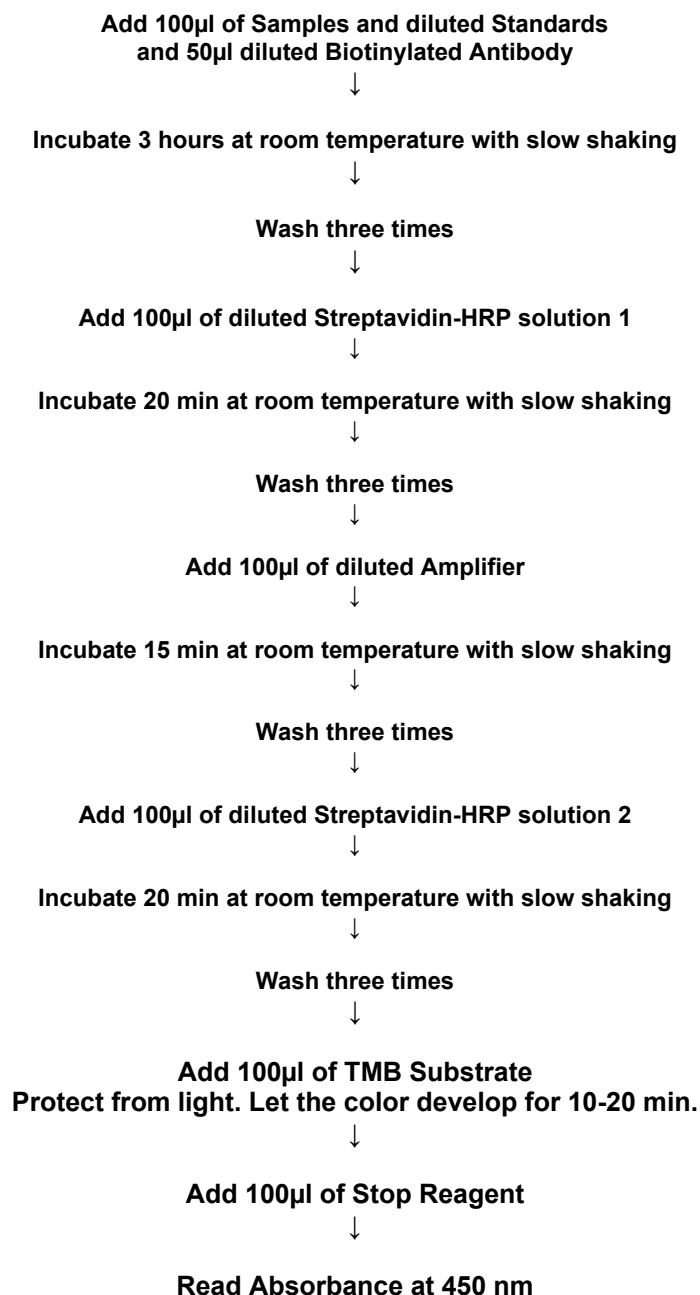 Add 100µl of Samples and diluted Standards
and 50µl diluted Biotinylated Antibody
↓
Incubate 3 hours at room temperature with slow shaking
↓
Wash three times
↓
Add 100µl of diluted Streptavidin-HRP solution 1
↓
Incubate 20 min at room temperature with slow shaking
↓
Wash three times
↓
Add 100µl of diluted Amplifier
↓
Incubate 15 min at room temperature with slow shaking
↓
Wash three times
↓
Add 100µl of diluted Streptavidin-HRP solution 2
↓
Incubate 20 min at room temperature with slow shaking
↓
Wash three times
↓
Add 100µl of TMB Substrate
Protect from light. Let the color develop for 10-20 min.
↓
Add 100µl of Stop Reagent
↓
Read Absorbance at 450 nm